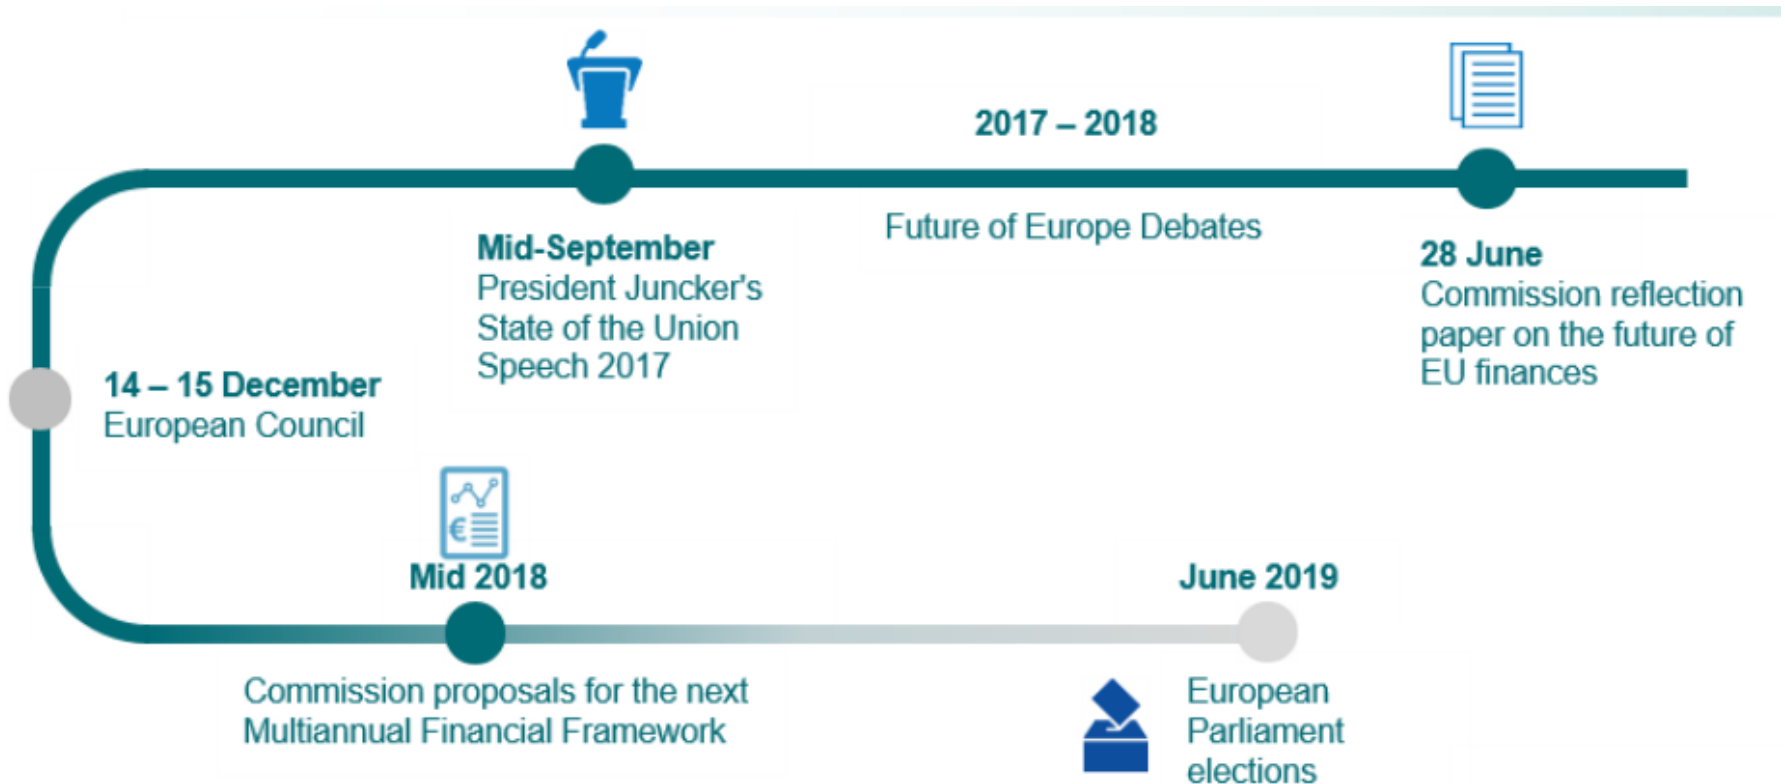 2017 – 2018
Future of Europe Debates
28 June
Commission reflection
paper on the future of
EU finances
Mid-September
President Juncker's
State of the Union
Speech 2017
14 – 15 December
European Council
€
Mid 2018
Commission proposals for the next
Multiannual Financial Framework
June 2019
European
Parliament
elections